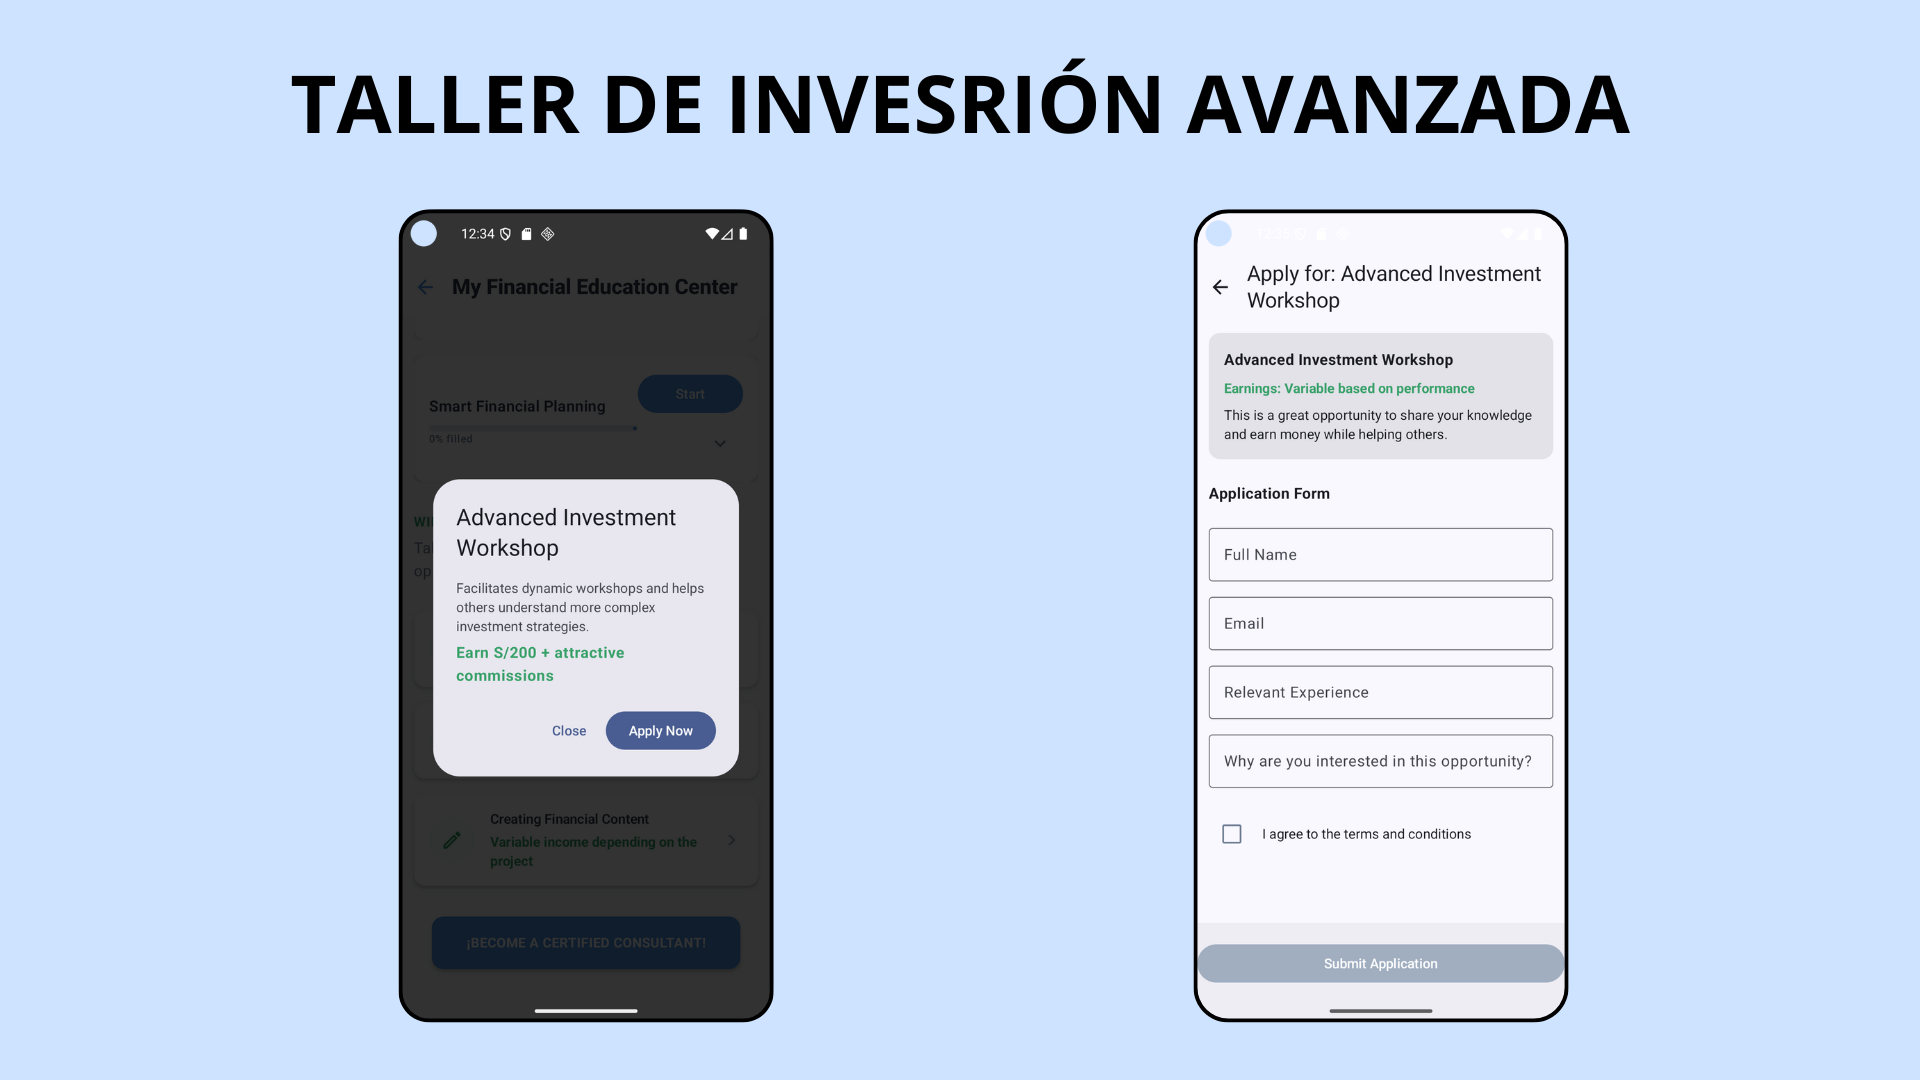 TALLER DE INVESRIÓN AVANZADA
12:34
My Financial Education Center
Start
Smart Financial Planning
0% filled
Advanced Investment
Workshop
Facilitates dynamic workshops and helps
others understand more complex
investment strategies.
Earn S/200 + attractive
commissions
Close
Apply Now
Creating Financial Content
Variable income depending on the
project
¡BECOME A CERTIFIED CONSULTANT!
Apply for: Advanced Investment
Workshop
Advanced Investment Workshop
Earnings: Variable based on performance
This is a great opportunity to share your knowledge
and earn money while helping others.
Application Form
Full Name
Email
Relevant Experience
Why are you interested in this opportunity?
I agree to the terms and conditions
Submit Application